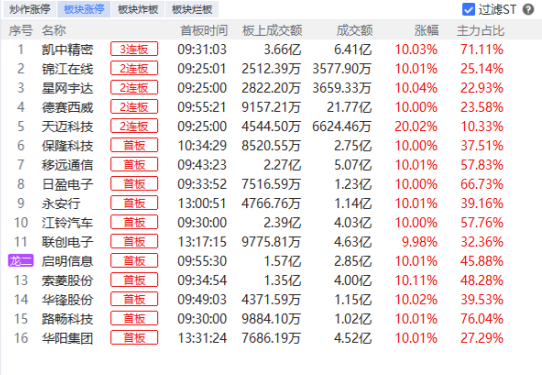 炒作涨停 板块涨停 板块炸板 板块烂板 过滤ST ?
序号 名称 首板时间 板上成交额 成交额 涨幅 主力占比
1 凯中精密 3连板 09:31:03 3.66亿 6.41亿 10.03% 71.11%
2 锦江在线 2连板 09:25:01 2512.39万 3577.90万 10.01% 25.14%
3 星网宇达 2连板 09:25:00 2822.20万 3659.33万 10.04% 22.93%
4 德赛西威 2连板 09:55:21 9157.21万 21.77亿 10.00% 23.58%
5 天迈科技 2连板 09:25:00 4544.50万 6624.46万 20.02% 10.33%
6 保隆科技 首板 10:34:29 8520.55万 2.75亿 10.00% 37.51%
7 移远通信 首板 09:43:23 2.27亿 5.07亿 10.01% 57.83%
8 日盈电子 首板 09:33:52 7516.59万 1.23亿 10.00% 66.73%
9 永安行 首板 13:00:51 4766.76万 1.14亿 10.01% 39.16%
10 江铃汽车 首板 09:30:00 2.39亿 4.03亿 10.00% 57.76%
11 联创电子 首板 13:17:15 9775.81万 4.63亿 9.98% 32.36%
龙二 启明信息 首板 09:55:30 1.57亿 2.85亿 10.01% 45.88%
13 索菱股份 首板 09:34:54 1.35亿 4.00亿 10.11% 48.28%
14 华锋股份 首板 09:49:03 4371.59万 1.15亿 10.02% 39.53%
15 路畅科技 首板 09:30:00 9884.10万 1.02亿 10.01% 76.04%
16 华阳集团 首板 13:31:24 7686.19万 4.52亿 10.01% 27.29%